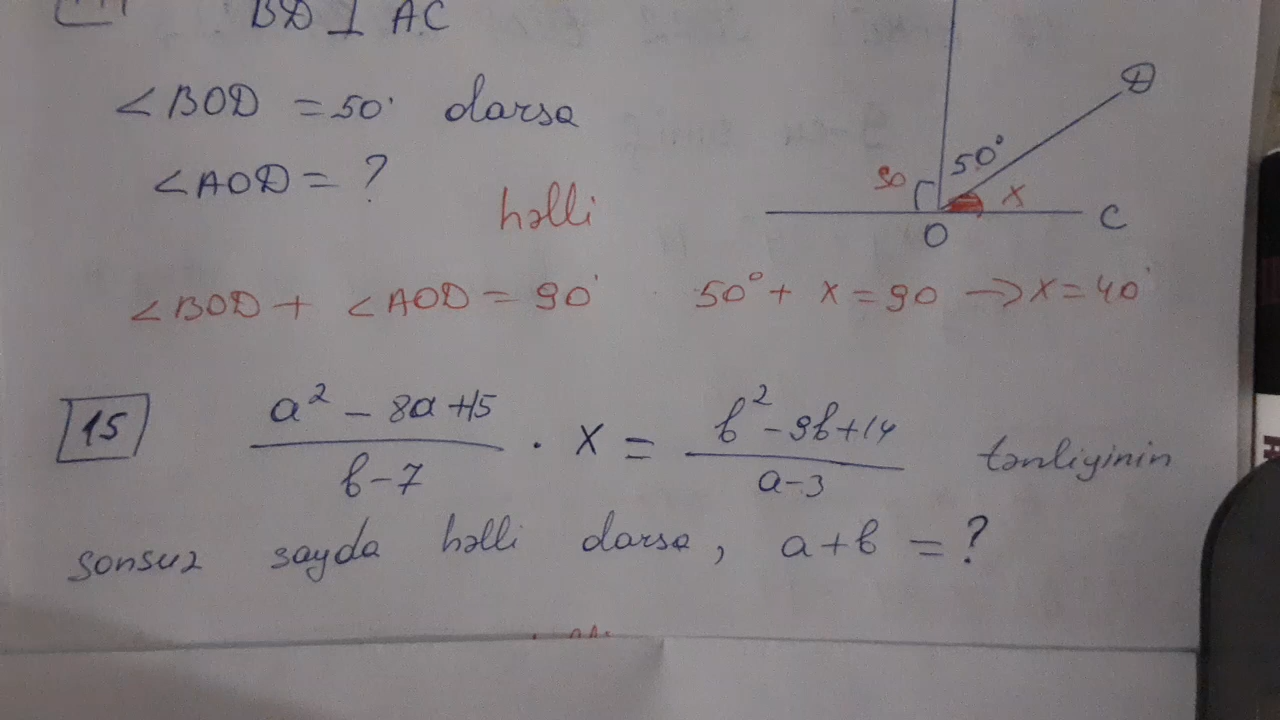 BD ⊥ AC
∠BOD = 50° olarsa
∠AOD = ?
həlli
D
50°
90
x
O
C
∠BOD + ∠AOD = 90°
50° + x = 90 → x = 40°
15
(a² - 8a + 15)/(b - 7) · x = (b² - 9b + 14)/(a - 3) tənliyinin
sonsuz sayda həlli olarsa, a + b = ?